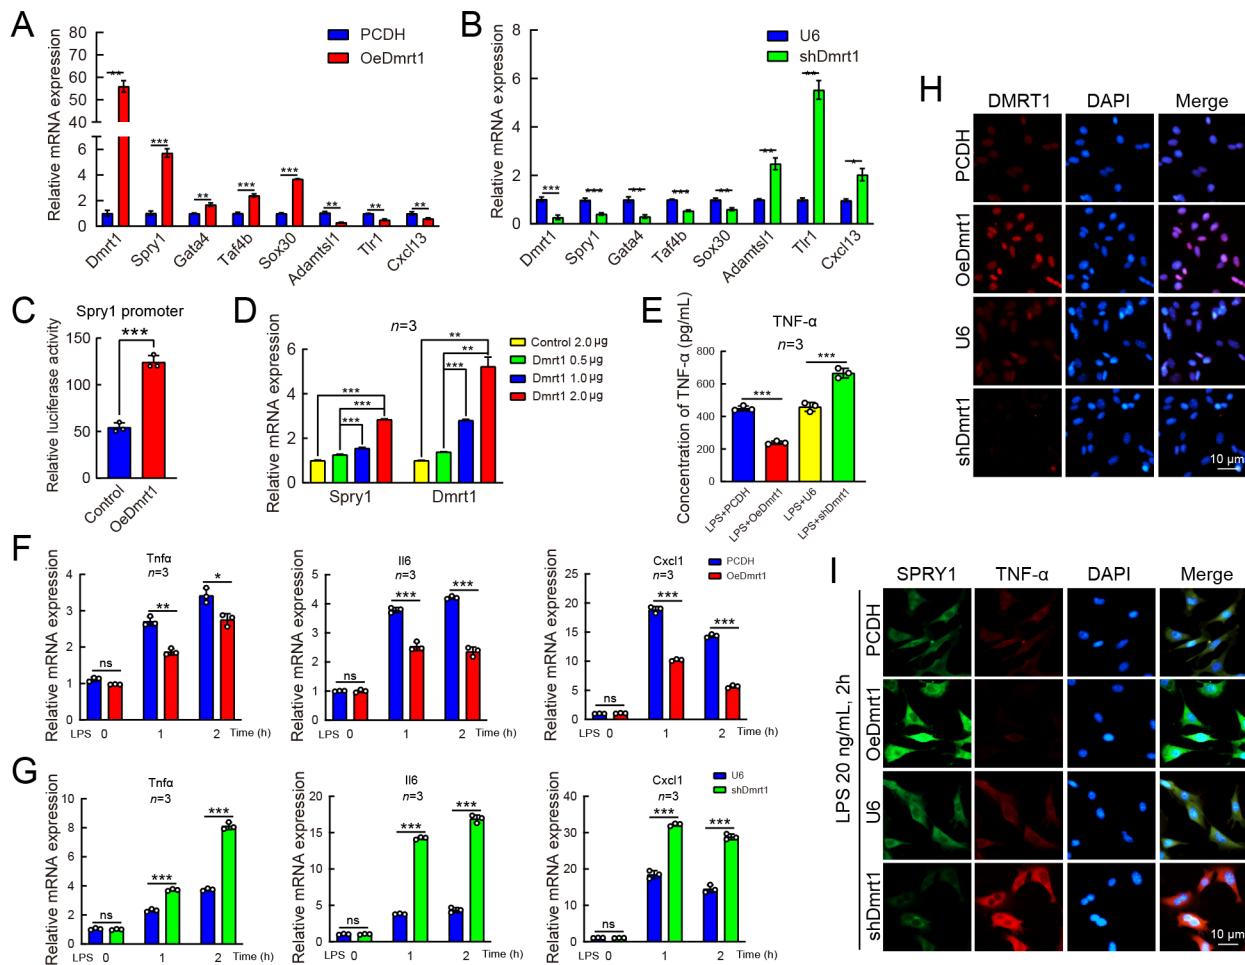 A
Relative mRNA expression
80
70
60
50
40
6
4
2
0
PCDH
OeDmrt1
**
***
**
***
***
**
**
**
Dmrt1
Spry1
Gata4
Taf4b
Sox30
Adamtsl1
Tlr1
Cxcl13
B
Relative mRNA expression
8
6
4
2
0
U6
shDmrt1
***
***
**
***
**
**
**
*
Dmrt1
Spry1
Gata4
Taf4b
Sox30
Adamtsl1
Tlr1
Cxcl13
C
Spry1 promoter
Relative luciferase activity
150
100
50
0
***
Control
OeDmrt1
D
n=3
Relative mRNA expression
6
4
2
0
***
***
***
**
**
***
Control 2.0 μg
Dmrt1 0.5 μg
Dmrt1 1.0 μg
Dmrt1 2.0 μg
Spry1
Dmrt1
E
TNF-α
n=3
Concentration of TNF-α (pg/mL)
800
600
400
200
0
***
***
LPS+PCDH
LPS+OeDmrt1
LPS+U6
LPS+shDmrt1
F
Tnfα
n=3
Relative mRNA expression
4
3
2
1
0
ns
**
*
LPS 0 1 2 Time (h)
Il6
n=3
Relative mRNA expression
5
4
3
2
1
0
ns
***
***
LPS 0 1 2 Time (h)
Cxcl1
n=3
PCDH
OeDmrt1
Relative mRNA expression
25
20
15
10
5
0
ns
***
***
LPS 0 1 2 Time (h)
G
Tnfα
n=3
Relative mRNA expression
10
8
6
4
2
0
ns
***
***
LPS 0 1 2 Time (h)
Il6
n=3
Relative mRNA expression
20
15
10
5
0
ns
***
***
LPS 0 1 2 Time (h)
Cxcl1
n=3
U6
shDmrt1
Relative mRNA expression
40
30
20
10
0
ns
***
***
LPS 0 1 2 Time (h)
H
DMRT1 DAPI Merge
PCDH
OeDmrt1
U6
shDmrt1
10 μm
I
SPRY1 TNF-α DAPI Merge
LPS 20 ng/mL, 2h
PCDH
OeDmrt1
U6
shDmrt1
10 μm